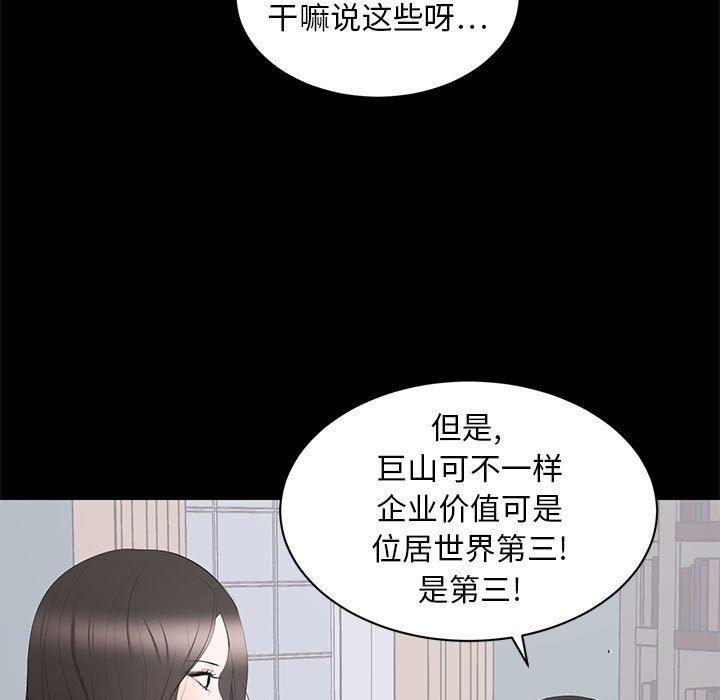 干嘛说这些呀...
但是,
巨山可不一样
企业价值可是
位居世界第三!
是第三!